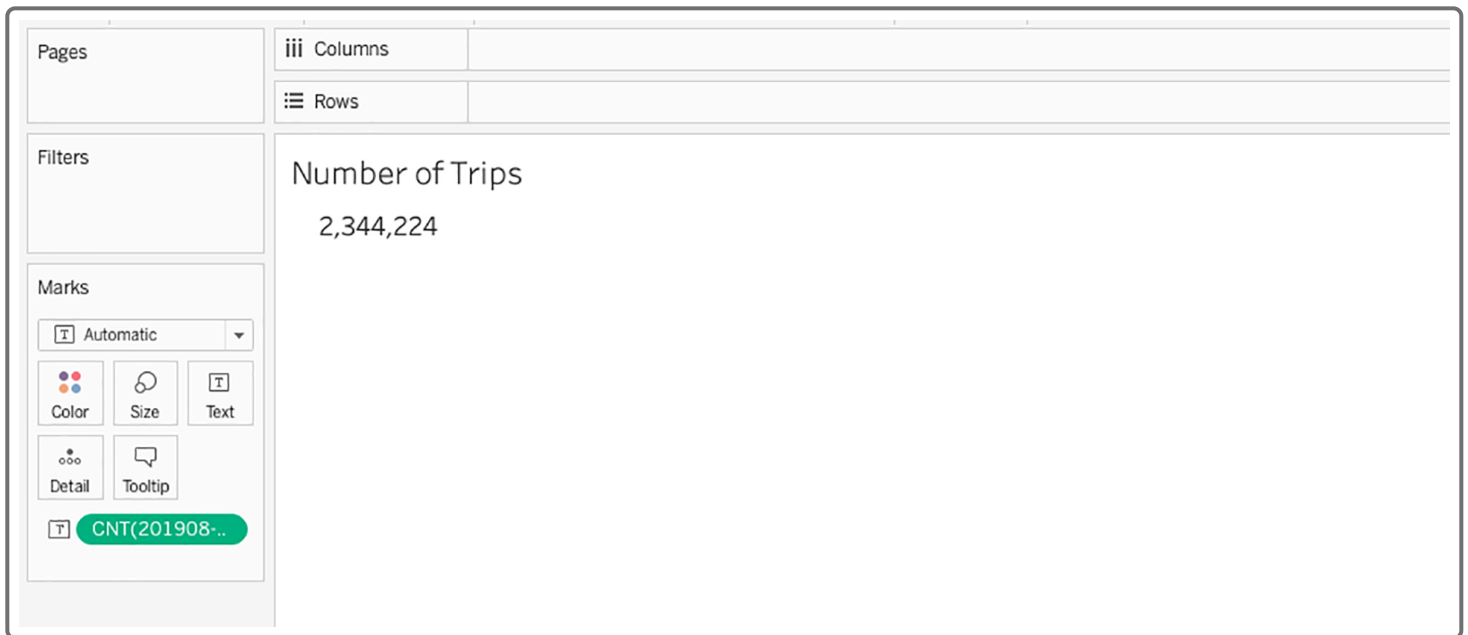 Pages
Columns
Rows
Filters
Number of Trips
2,344,224
Marks
Automatic
Color Size Text
Detail Tooltip
CNT(201908-..